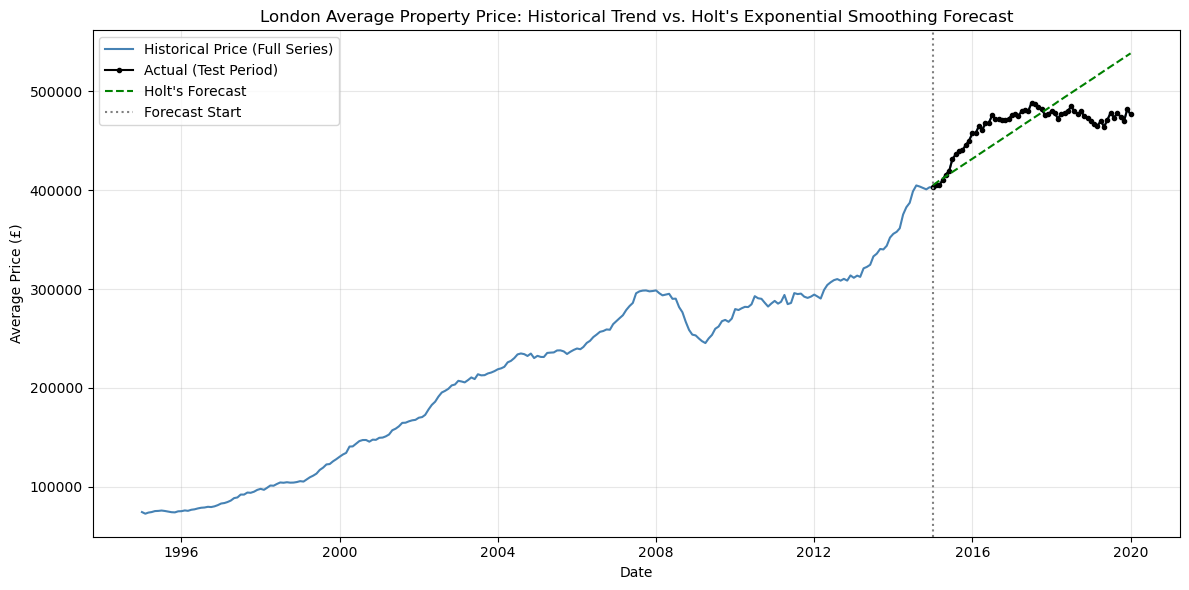 London Average Property Price: Historical Trend vs. Holt's Exponential Smoothing Forecast
Historical Price (Full Series)
Actual (Test Period)
Holt's Forecast
Forecast Start
Average Price (£)
500000
400000
300000
200000
100000
1996
2000
2004
2008
2012
2016
2020
Date